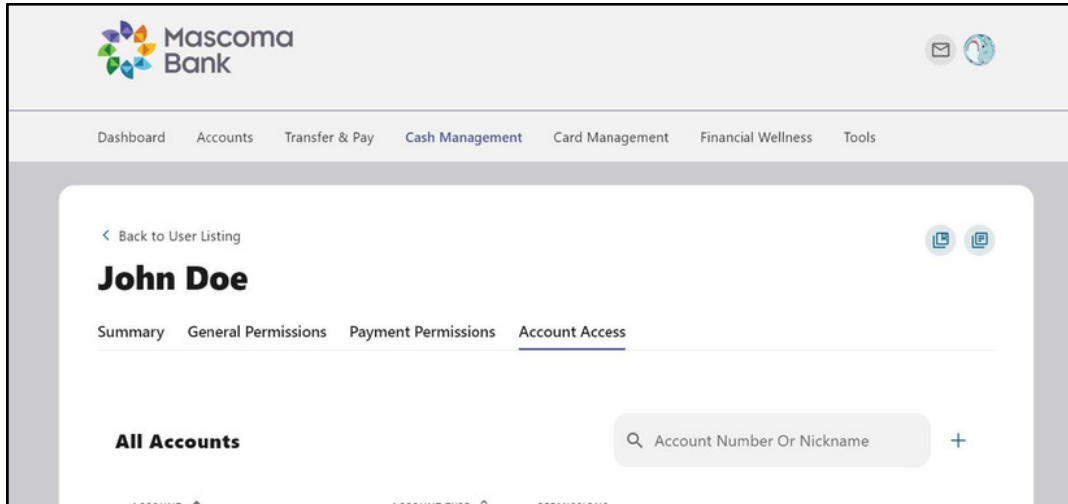 Mascoma
Bank
Dashboard Accounts Transfer & Pay Cash Management Card Management Financial Wellness Tools
Back to User Listing
John Doe
Summary General Permissions Payment Permissions Account Access
All Accounts
Account Number Or Nickname